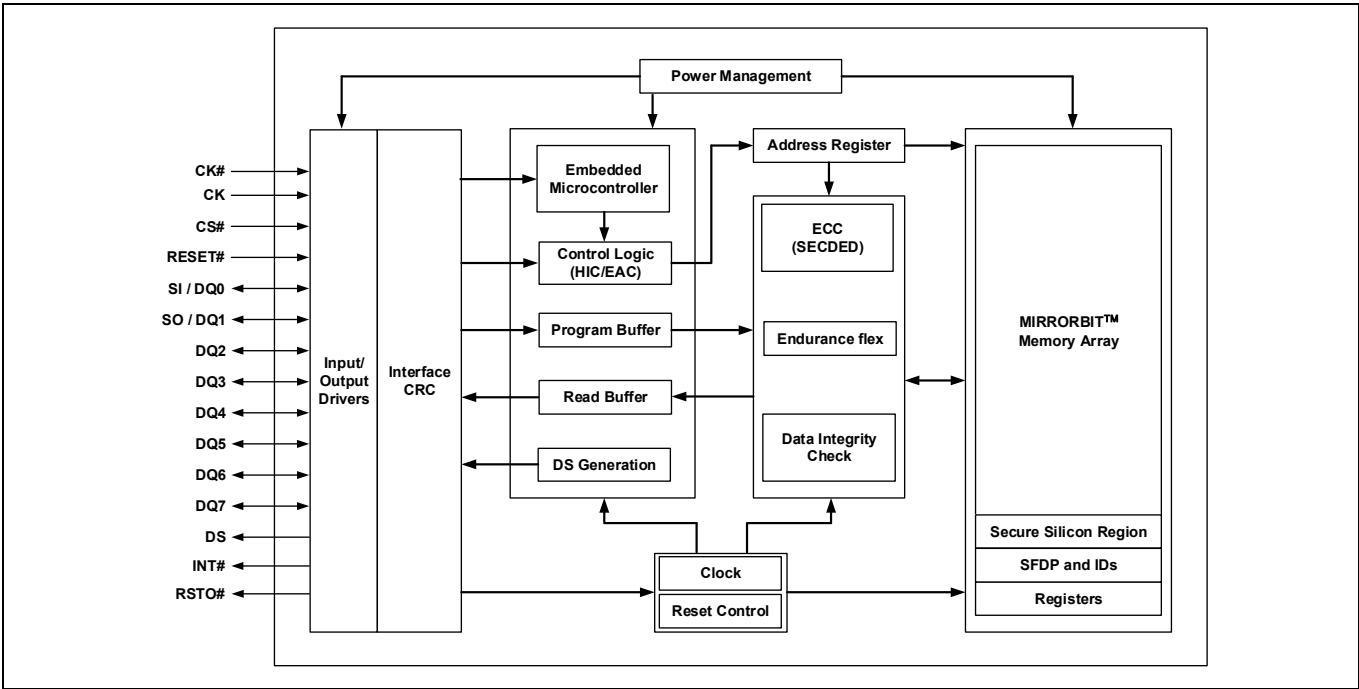 Power Management
CK#
CK
CS#
RESET#
SI / DQ0
SO / DQ1
DQ2
DQ3
DQ4
DQ5
DQ6
DQ7
DS
INT#
RSTO#
Input/
Output
Drivers
Interface
CRC
Embedded
Microcontroller
Control Logic
(HIC/EAC)
Program Buffer
Read Buffer
DS Generation
Address Register
ECC
(SECDED)
Endurance flex
Data Integrity
Check
Clock
Reset Control
MIRRORBIT™
Memory Array
Secure Silicon Region
SFDP and IDs
Registers